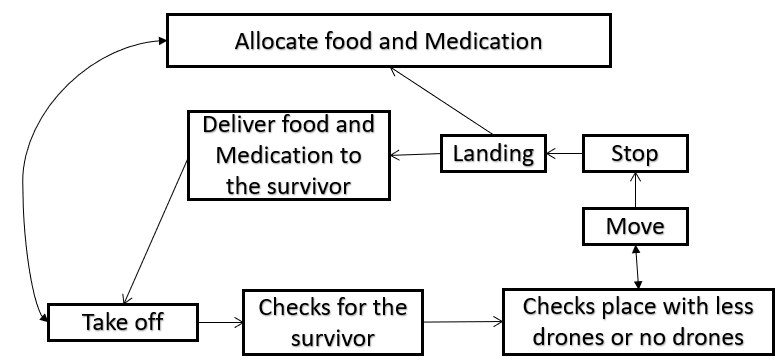 Allocate food and Medication
Deliver food and
Medication to
the survivor
Landing
Stop
Move
Take off
Checks for the
survivor
Checks place with less
drones or no drones